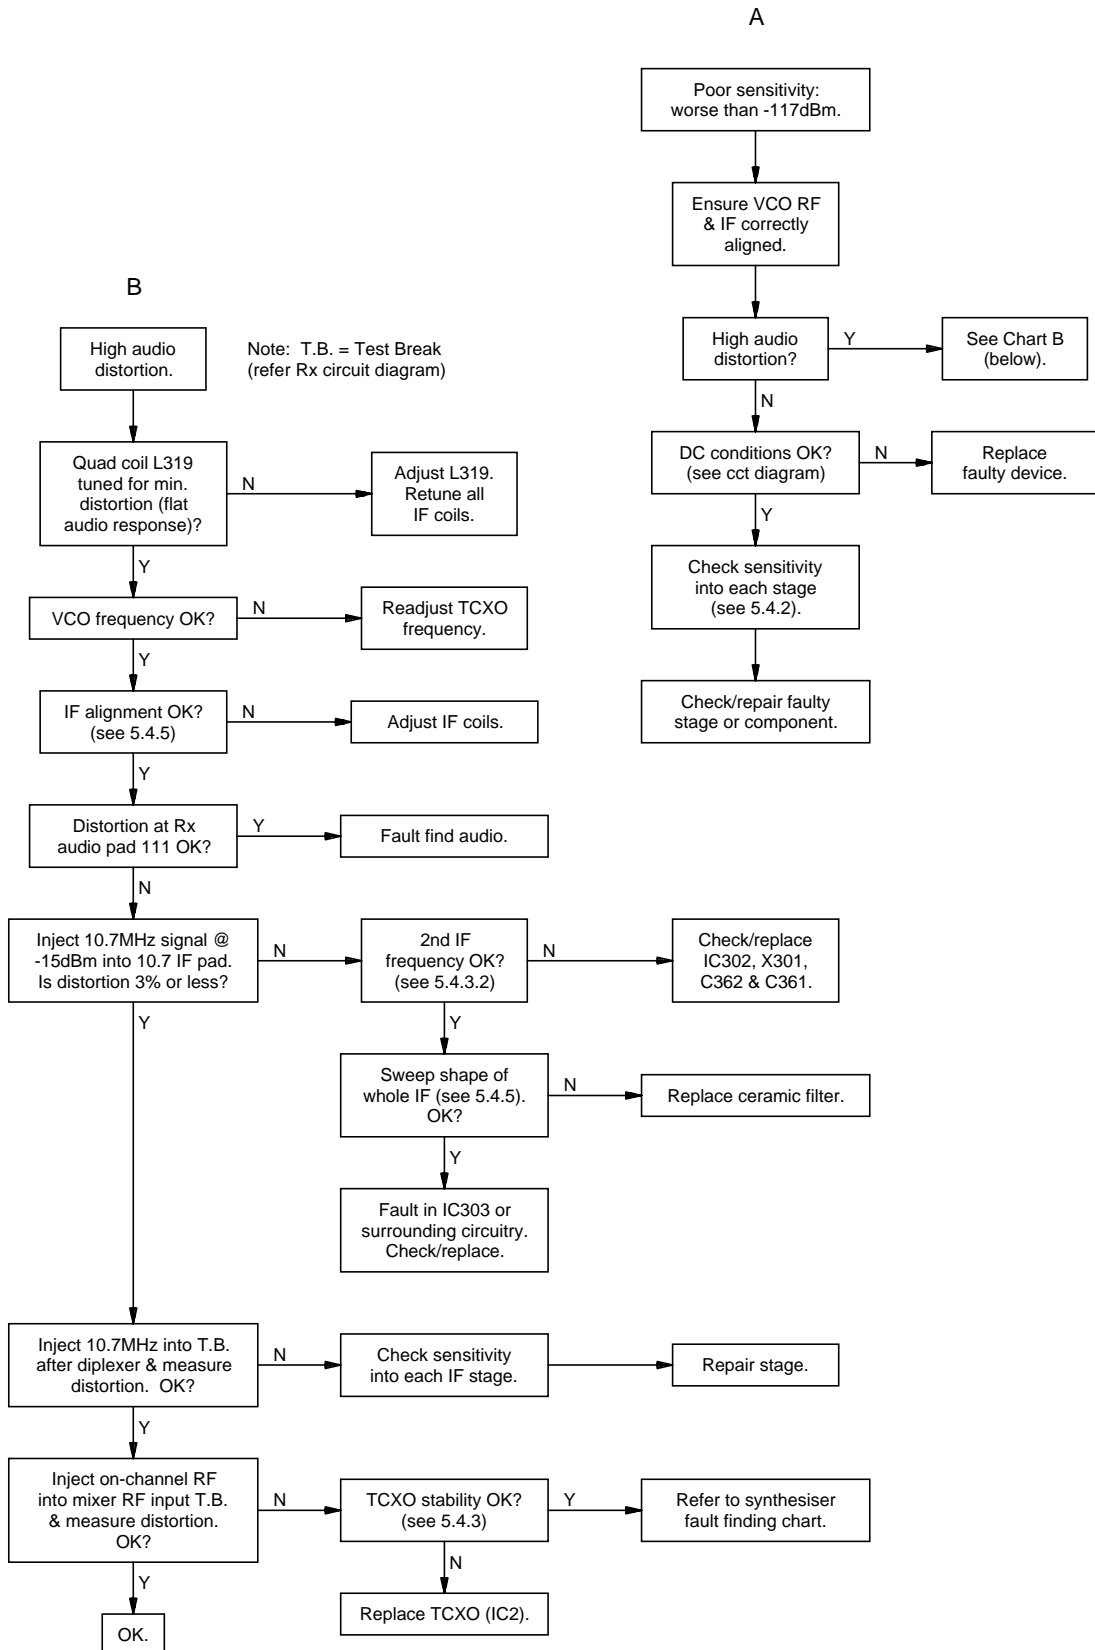 A
Poor sensitivity:
worse than -117dBm.
Ensure VCO RF
& IF correctly
aligned.
High audio
distortion?
Y
See Chart B
(below).
N
DC conditions OK?
(see cct diagram)
N
Replace
faulty device.
Y
Check sensitivity
into each stage
(see 5.4.2).
Check/repair faulty
stage or component.
B
High audio
distortion.
Note:  T.B. = Test Break
(refer Rx circuit diagram)
Quad coil L319
tuned for min.
distortion (flat
audio response)?
N
Adjust L319.
Retune all
IF coils.
Y
VCO frequency OK?
N
Readjust TCXO
frequency.
Y
IF alignment OK?
(see 5.4.5)
N
Adjust IF coils.
Y
Distortion at Rx
audio pad 111 OK?
Y
Fault find audio.
N
Inject 10.7MHz signal @
-15dBm into 10.7 IF pad.
Is distortion 3% or less?
N
2nd IF
frequency OK?
(see 5.4.3.2)
N
Check/replace
IC302, X301,
C362 & C361.
Y
Y
Sweep shape of
whole IF (see 5.4.5).
OK?
N
Replace ceramic filter.
Y
Fault in IC303 or
surrounding circuitry.
Check/replace.
Inject 10.7MHz into T.B.
after diplexer & measure
distortion.  OK?
N
Check sensitivity
into each IF stage.
Repair stage.
Y
Inject on-channel RF
into mixer RF input T.B.
& measure distortion.
OK?
N
TCXO stability OK?
(see 5.4.3)
Y
Refer to synthesiser
fault finding chart.
Y
N
Replace TCXO (IC2).
OK.